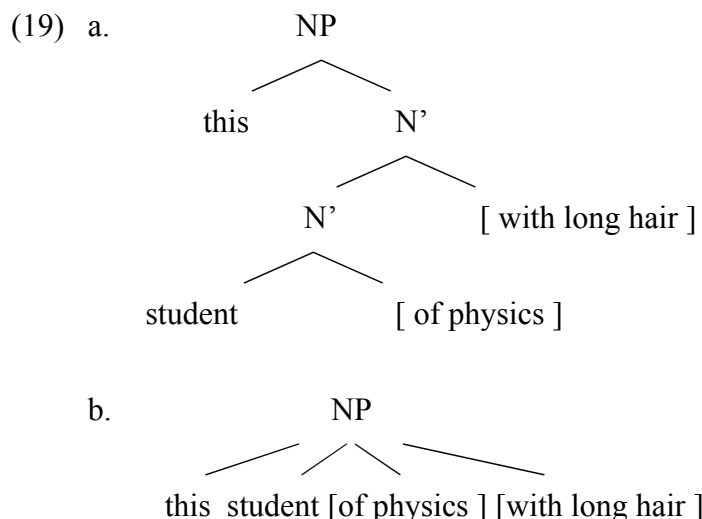 (19) a. NP
this N’
N’ [ with long hair ]
student [ of physics ]
b. NP
this student [of physics ] [with long hair ]